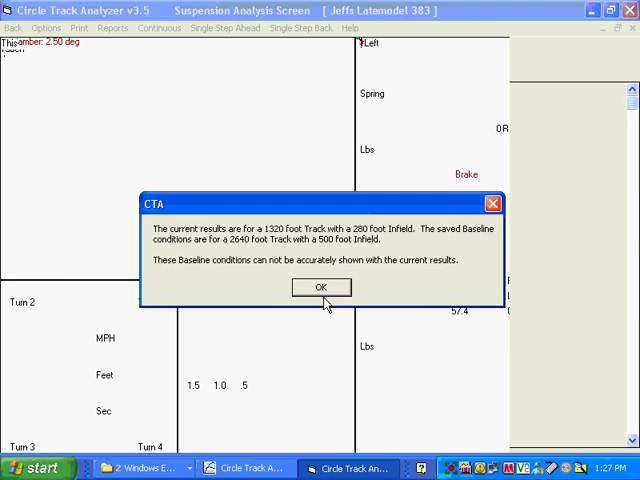 Circle Track Analyzer v3.5 Suspension Analysis Screen [ Jeffs Latemodel 383 ]
Back Options Print Reports Continuous Single Step Ahead Single Step Back Help
This amber: 2.50 deg
Left
Spring
0 R
Lbs
Brake
CTA
The current results are for a 1320 foot Track with a 280 foot Infield. The saved Baseline
conditions are for a 2640 foot Track with a 500 foot Infield.
These Baseline conditions can not be accurately shown with the current results.
OK
Turn 2
57.4
MPH
Lbs
Feet
1.5 1.0 .5
Sec
Turn 3 Turn 4
start 2 Windows E... Circle Track A... Circle Track An... 1:27 PM